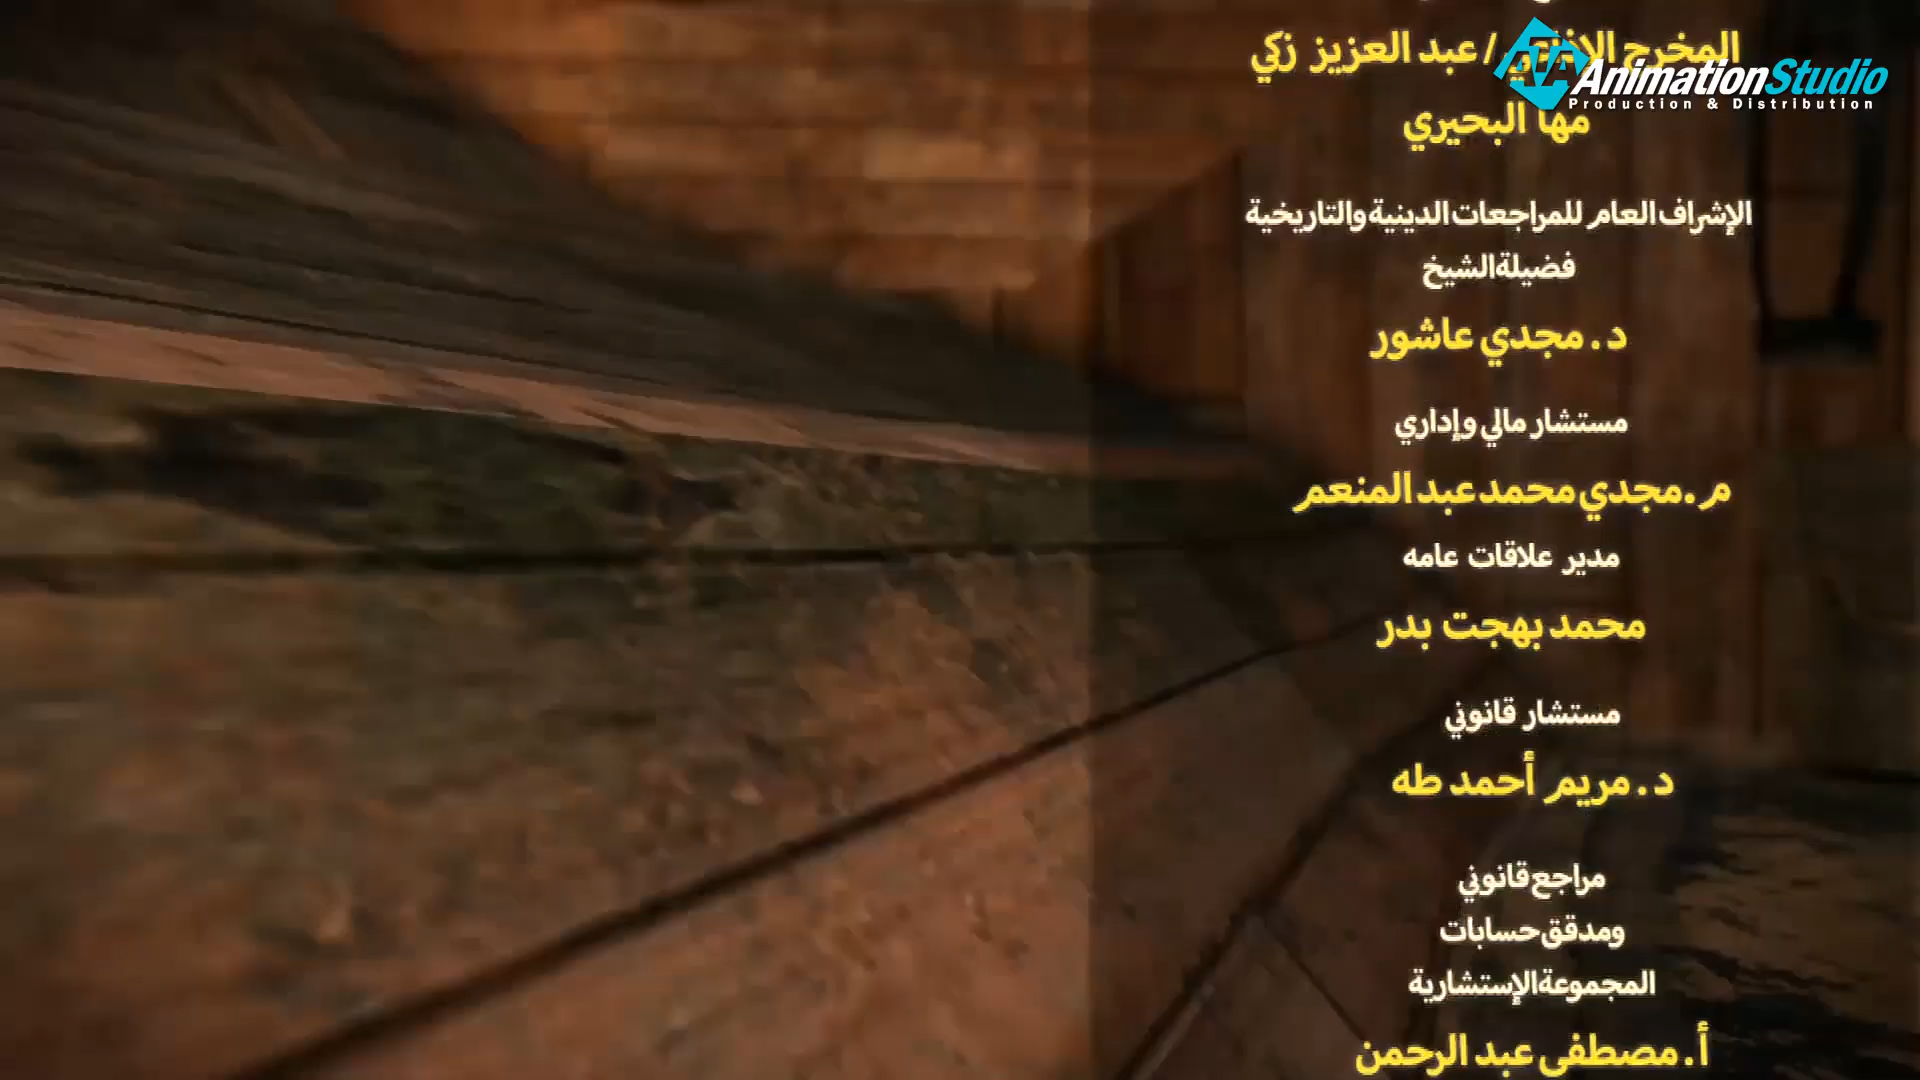 المخرج الإذاعي / عبد العزيز زكي
ATA
AnimationStudio
Production & Distribution
مها البحيري
الإشراف العام للمراجعات الدينية والتاريخية
فضيلة الشيخ
د. مجدي عاشور
مستشار مالي وإداري
م. مجدي محمد عبد المنعم
مدير علاقات عامه
محمد بهجت بدر
مستشار قانوني
د. مريم أحمد طه
مراجع قانوني
ومدقق حسابات
المجموعة الإستشارية
أ. مصطفى عبد الرحمن